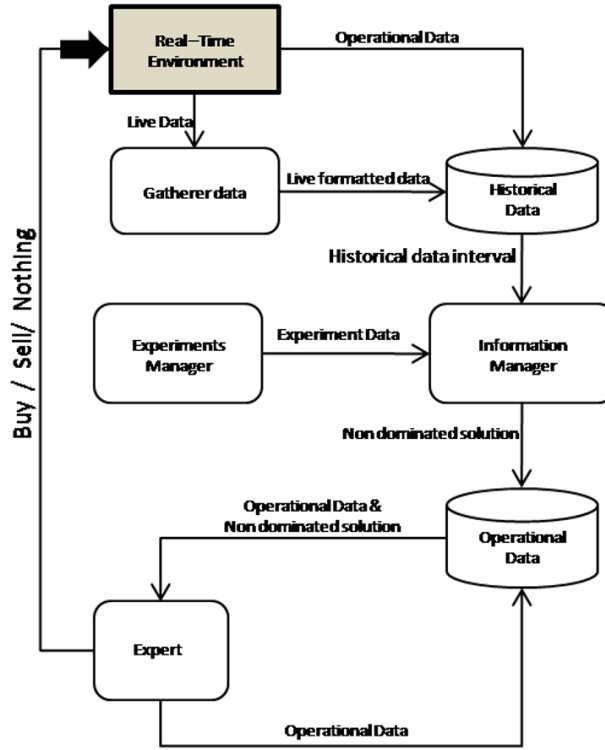 Real-Time
Environment
Operational Data
Live Data
Gatherer data
Live formatted data
Historical
Data
Historical data interval
Experiments
Manager
Experiment Data
Information
Manager
Non dominated solution
Operational Data &
Non dominated solution
Operational
Data
Buy / Sell/ Nothing
Expert
Operational Data